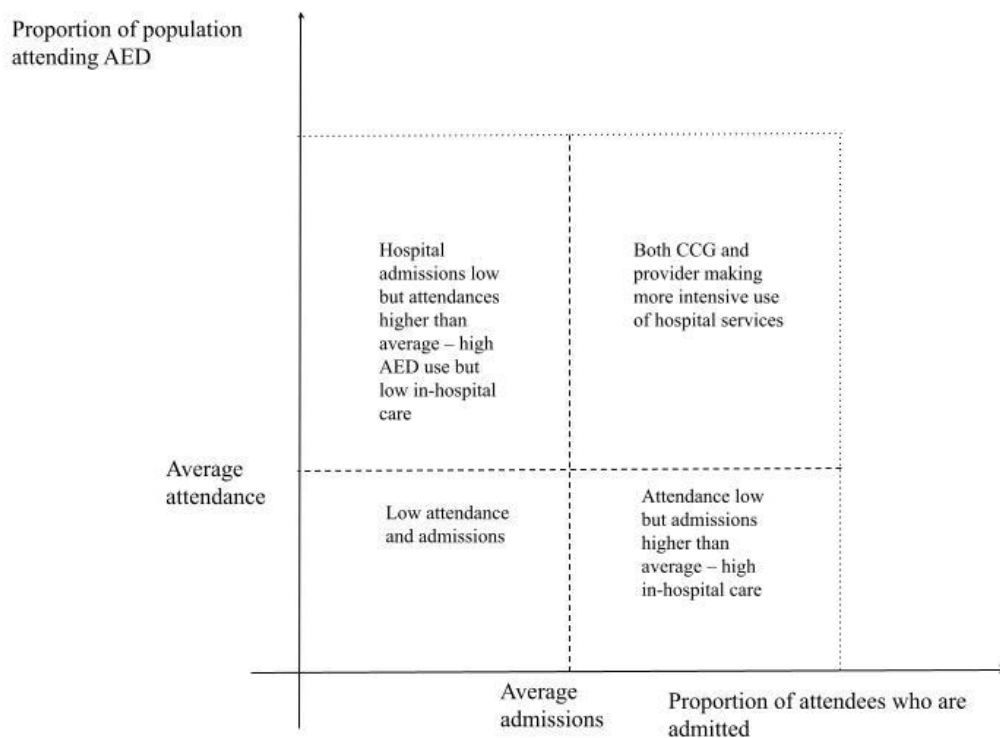 Proportion of population
attending AED
Hospital
admissions low
but attendances
higher than
average – high
AED use but
low in-hospital
care
Both CCG and
provider making
more intensive use
of hospital services
Average
attendance
Low attendance
and admissions
Attendance low
but admissions
higher than
average – high
in-hospital care
Average
admissions
Proportion of attendees who are
admitted